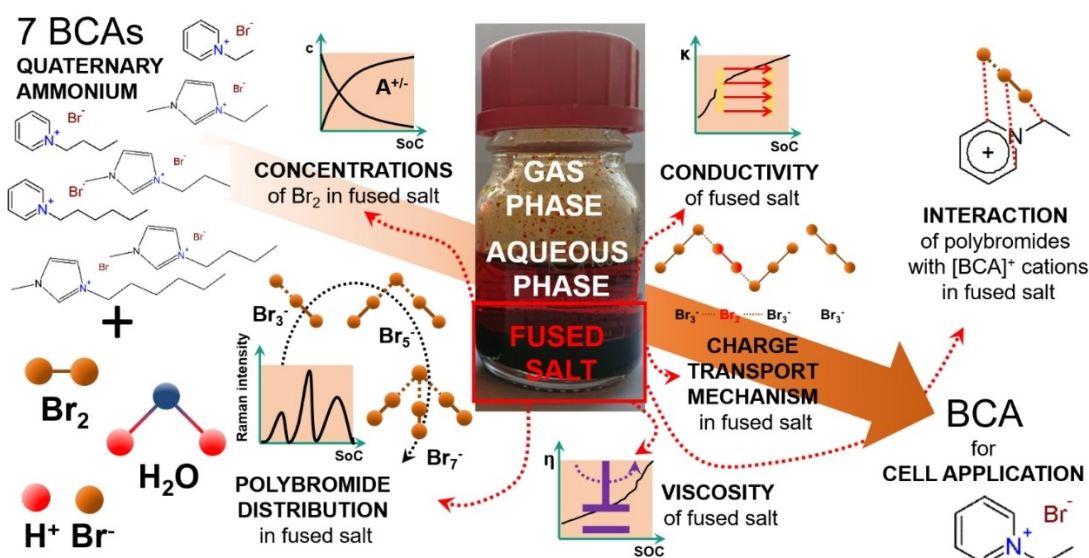 7 BCAs
QUATERNARY
AMMONIUM
Br⁻
N⁺
Br⁻
N
N⁺
Br⁻
N⁺
Br⁻
N
N⁺
Br⁻
N⁺
Br⁻
N
N⁺
Br
N
N⁺
+
Br₂
H₂O
H⁺ Br⁻
c
A⁺/⁻
SoC
CONCENTRATIONS
of Br₂ in fused salt
Br₃⁻
Br₅⁻
Br₇⁻
Raman intensity
SoC
POLYBROMIDE
DISTRIBUTION
in fused salt
GAS
PHASE
AQUEOUS
PHASE
FUSED
SALT
η
SOC
VISCOSITY
of fused salt
K
SoC
CONDUCTIVITY
of fused salt
Br₃⁻ Br₂ Br₃⁻ Br₃⁻
CHARGE
TRANSPORT
MECHANISM
in fused salt
N
+
INTERACTION
of polybromides
with [BCA]⁺ cations
in fused salt
BCA
for
CELL APPLICATION
Br⁻
N⁺